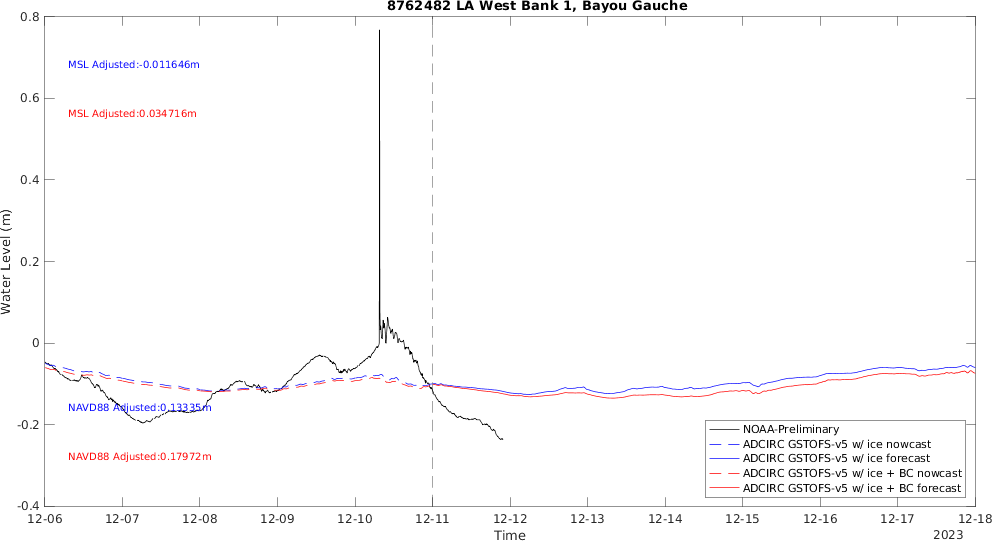 8762482 LA West Bank 1, Bayou Gauche
0.8
MSL Adjusted:-0.011646m
0.6
MSL Adjusted:0.034716m
0.4
0.2
Water Level (m)
0
-0.2
NAVD88 Adjusted:0.13335m
NAVD88 Adjusted:0.17972m
NOAA-Preliminary
ADCIRC GSTOFS-v5 w/ ice nowcast
ADCIRC GSTOFS-v5 w/ ice forecast
ADCIRC GSTOFS-v5 w/ ice + BC nowcast
ADCIRC GSTOFS-v5 w/ ice + BC forecast
-0.4
12-06 12-07 12-08 12-09 12-10 12-11 12-12 12-13 12-14 12-15 12-16 12-17 12-18
Time
2023